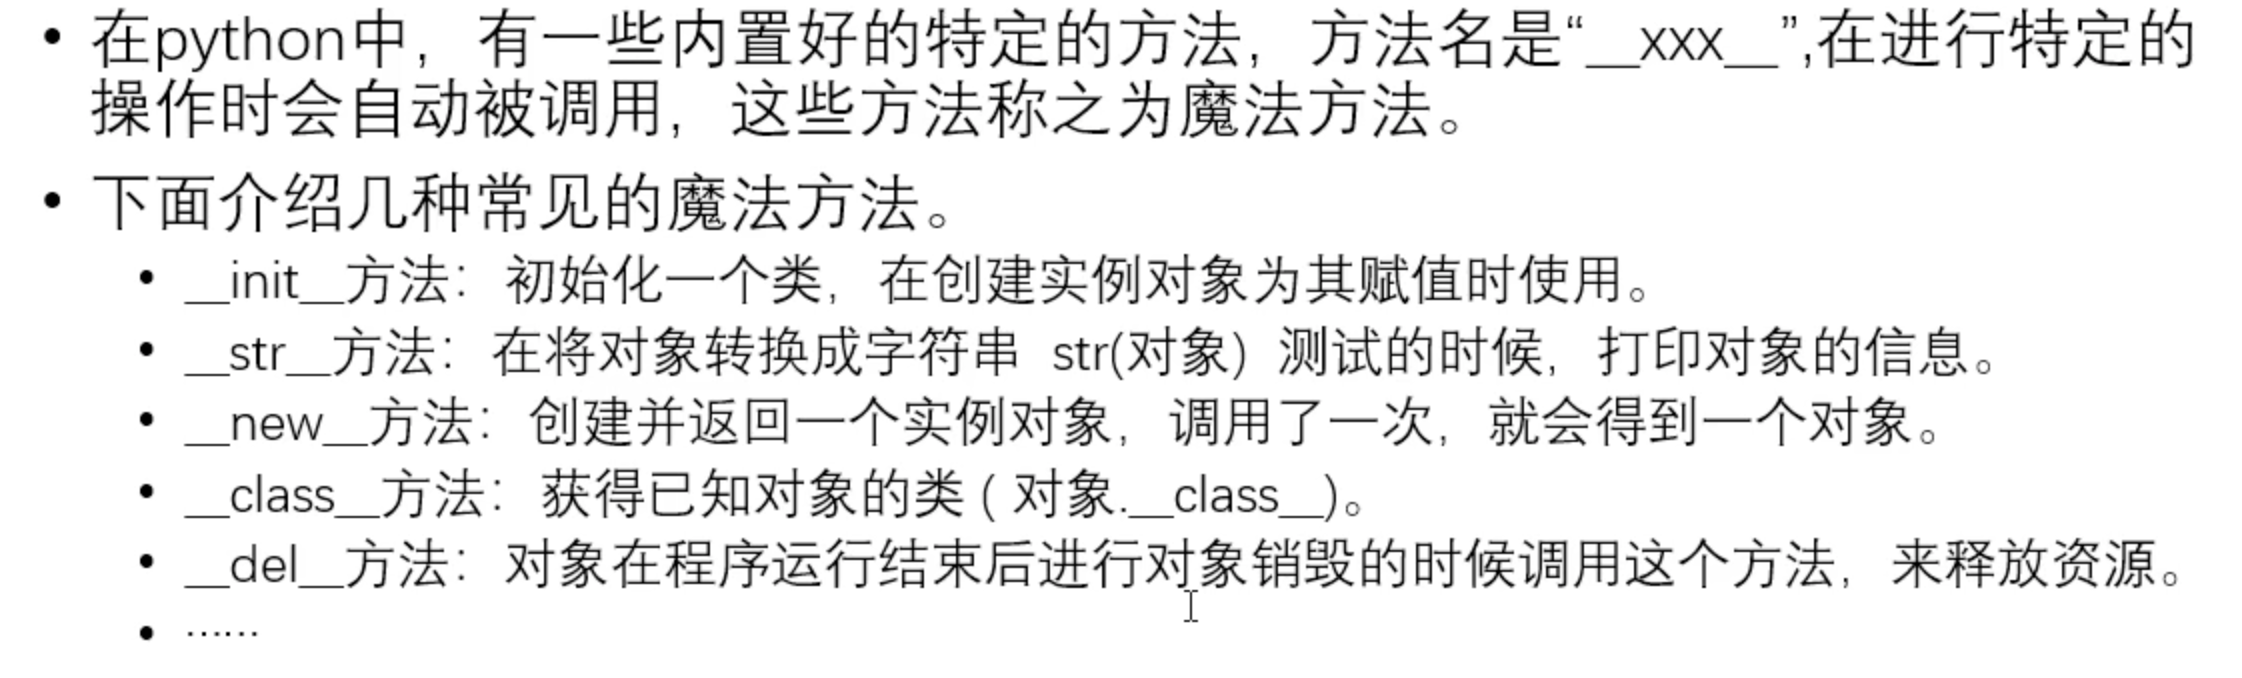 • 在python中，有一些内置好的特定的方法，方法名是“__xxx__”,在进行特定的
操作时会自动被调用，这些方法称之为魔法方法。
• 下面介绍几种常见的魔法方法。
• __init__方法：初始化一个类，在创建实例对象为其赋值时使用。
• __str__方法：在将对象转换成字符串 str(对象) 测试的时候，打印对象的信息。
• __new__方法：创建并返回一个实例对象，调用了一次，就会得到一个对象。
• __class__方法：获得已知对象的类 ( 对象.__class__)。
• __del__方法：对象在程序运行结束后进行对象销毁的时候调用这个方法，来释放资源。
• ……